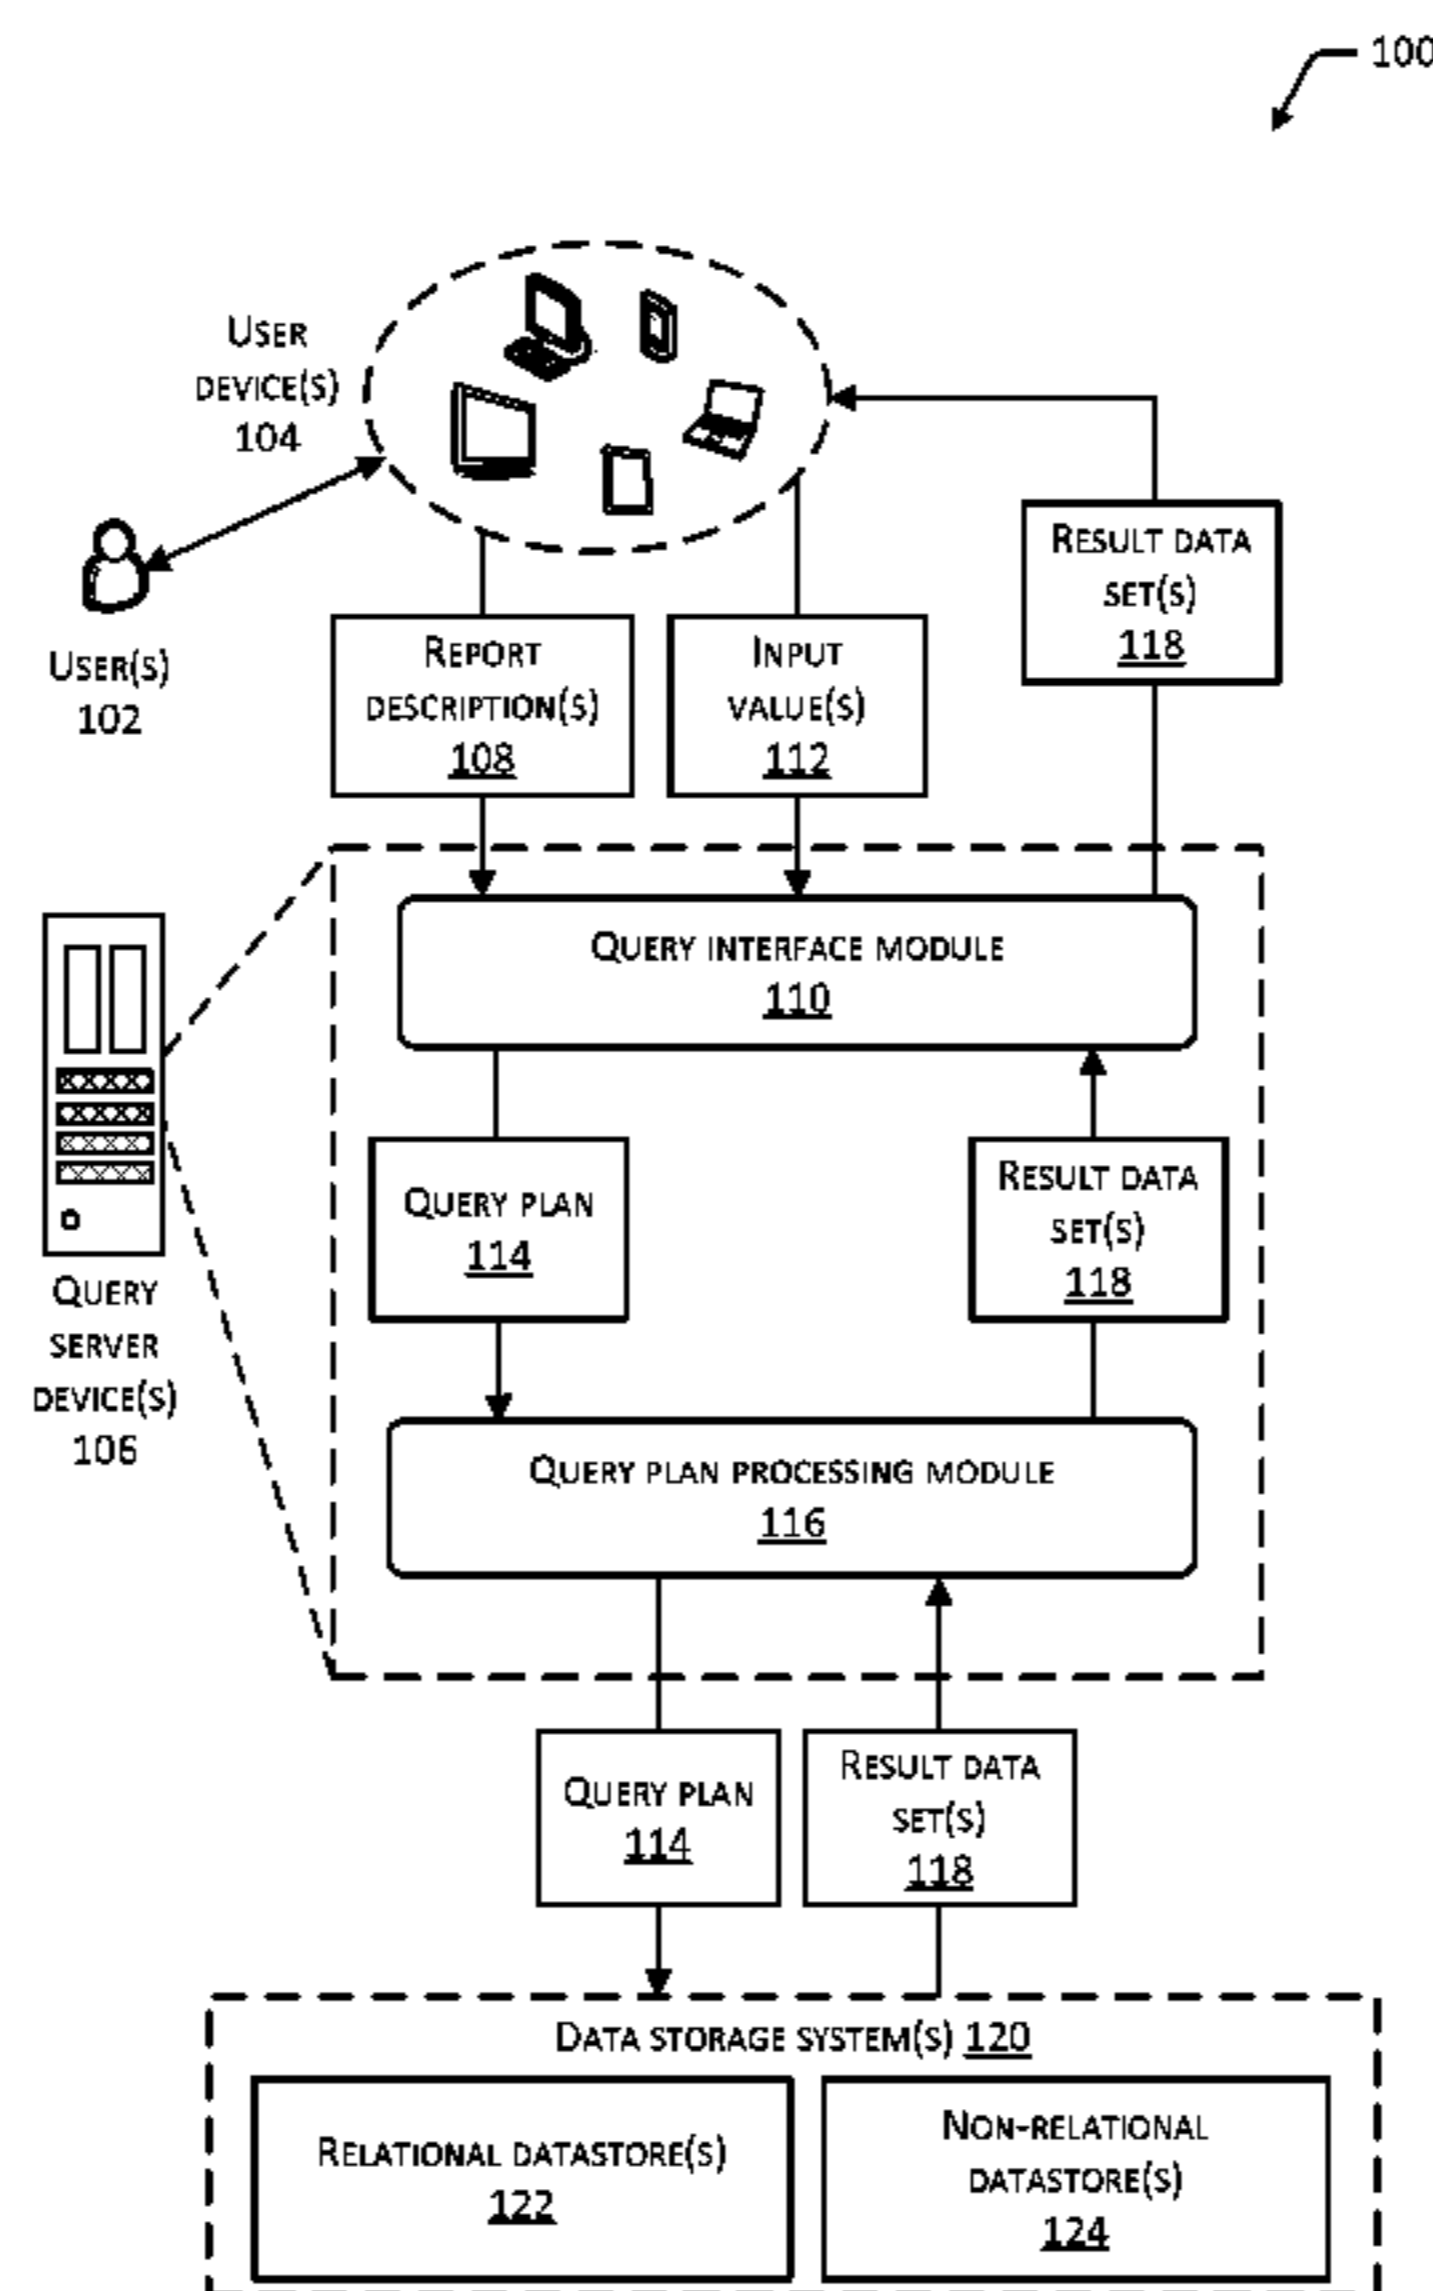 100
USER
DEVICE(S)
104
USER(S)
102
REPORT
DESCRIPTION(S)
108
INPUT
VALUE(S)
112
RESULT DATA
SET(S)
118
QUERY INTERFACE MODULE
110
QUERY
SERVER
DEVICE(S)
106
QUERY PLAN
114
RESULT DATA
SET(S)
118
QUERY PLAN PROCESSING MODULE
116
QUERY PLAN
114
RESULT DATA
SET(S)
118
DATA STORAGE SYSTEM(S) 120
RELATIONAL DATASTORE(S)
122
NON-RELATIONAL
DATASTORE(S)
124